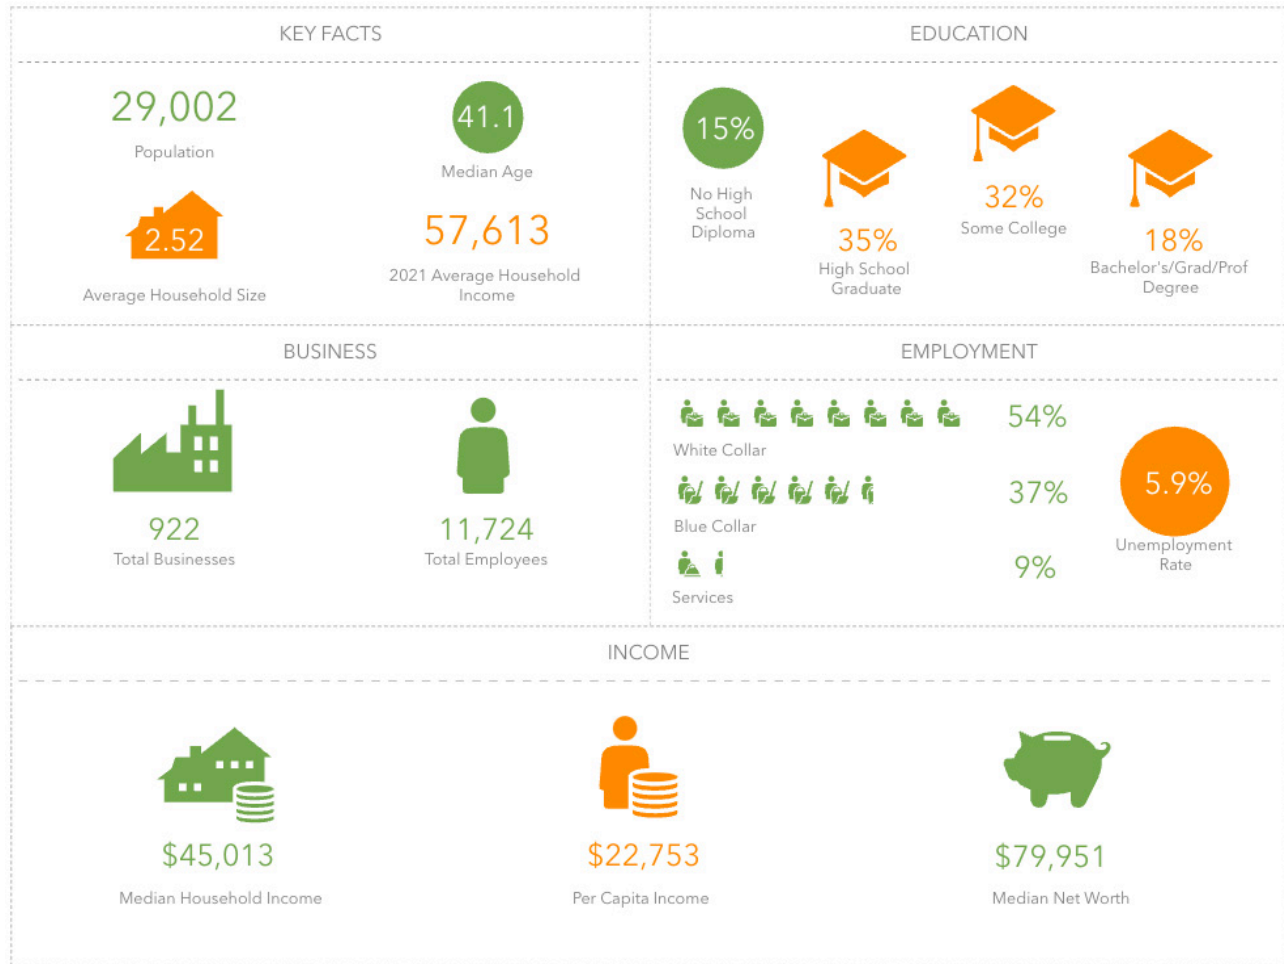 KEY FACTS
29,002
Population
41.1
Median Age
2.52
Average Household Size
57,613
2021 Average Household
Income
EDUCATION
15%
No High
School
Diploma
35%
High School
Graduate
32%
Some College
18%
Bachelor's/Grad/Prof
Degree
BUSINESS
922
Total Businesses
11,724
Total Employees
EMPLOYMENT
54%
White Collar
37%
Blue Collar
9%
Services
5.9%
Unemployment
Rate
INCOME
$45,013
Median Household Income
$22,753
Per Capita Income
$79,951
Median Net Worth